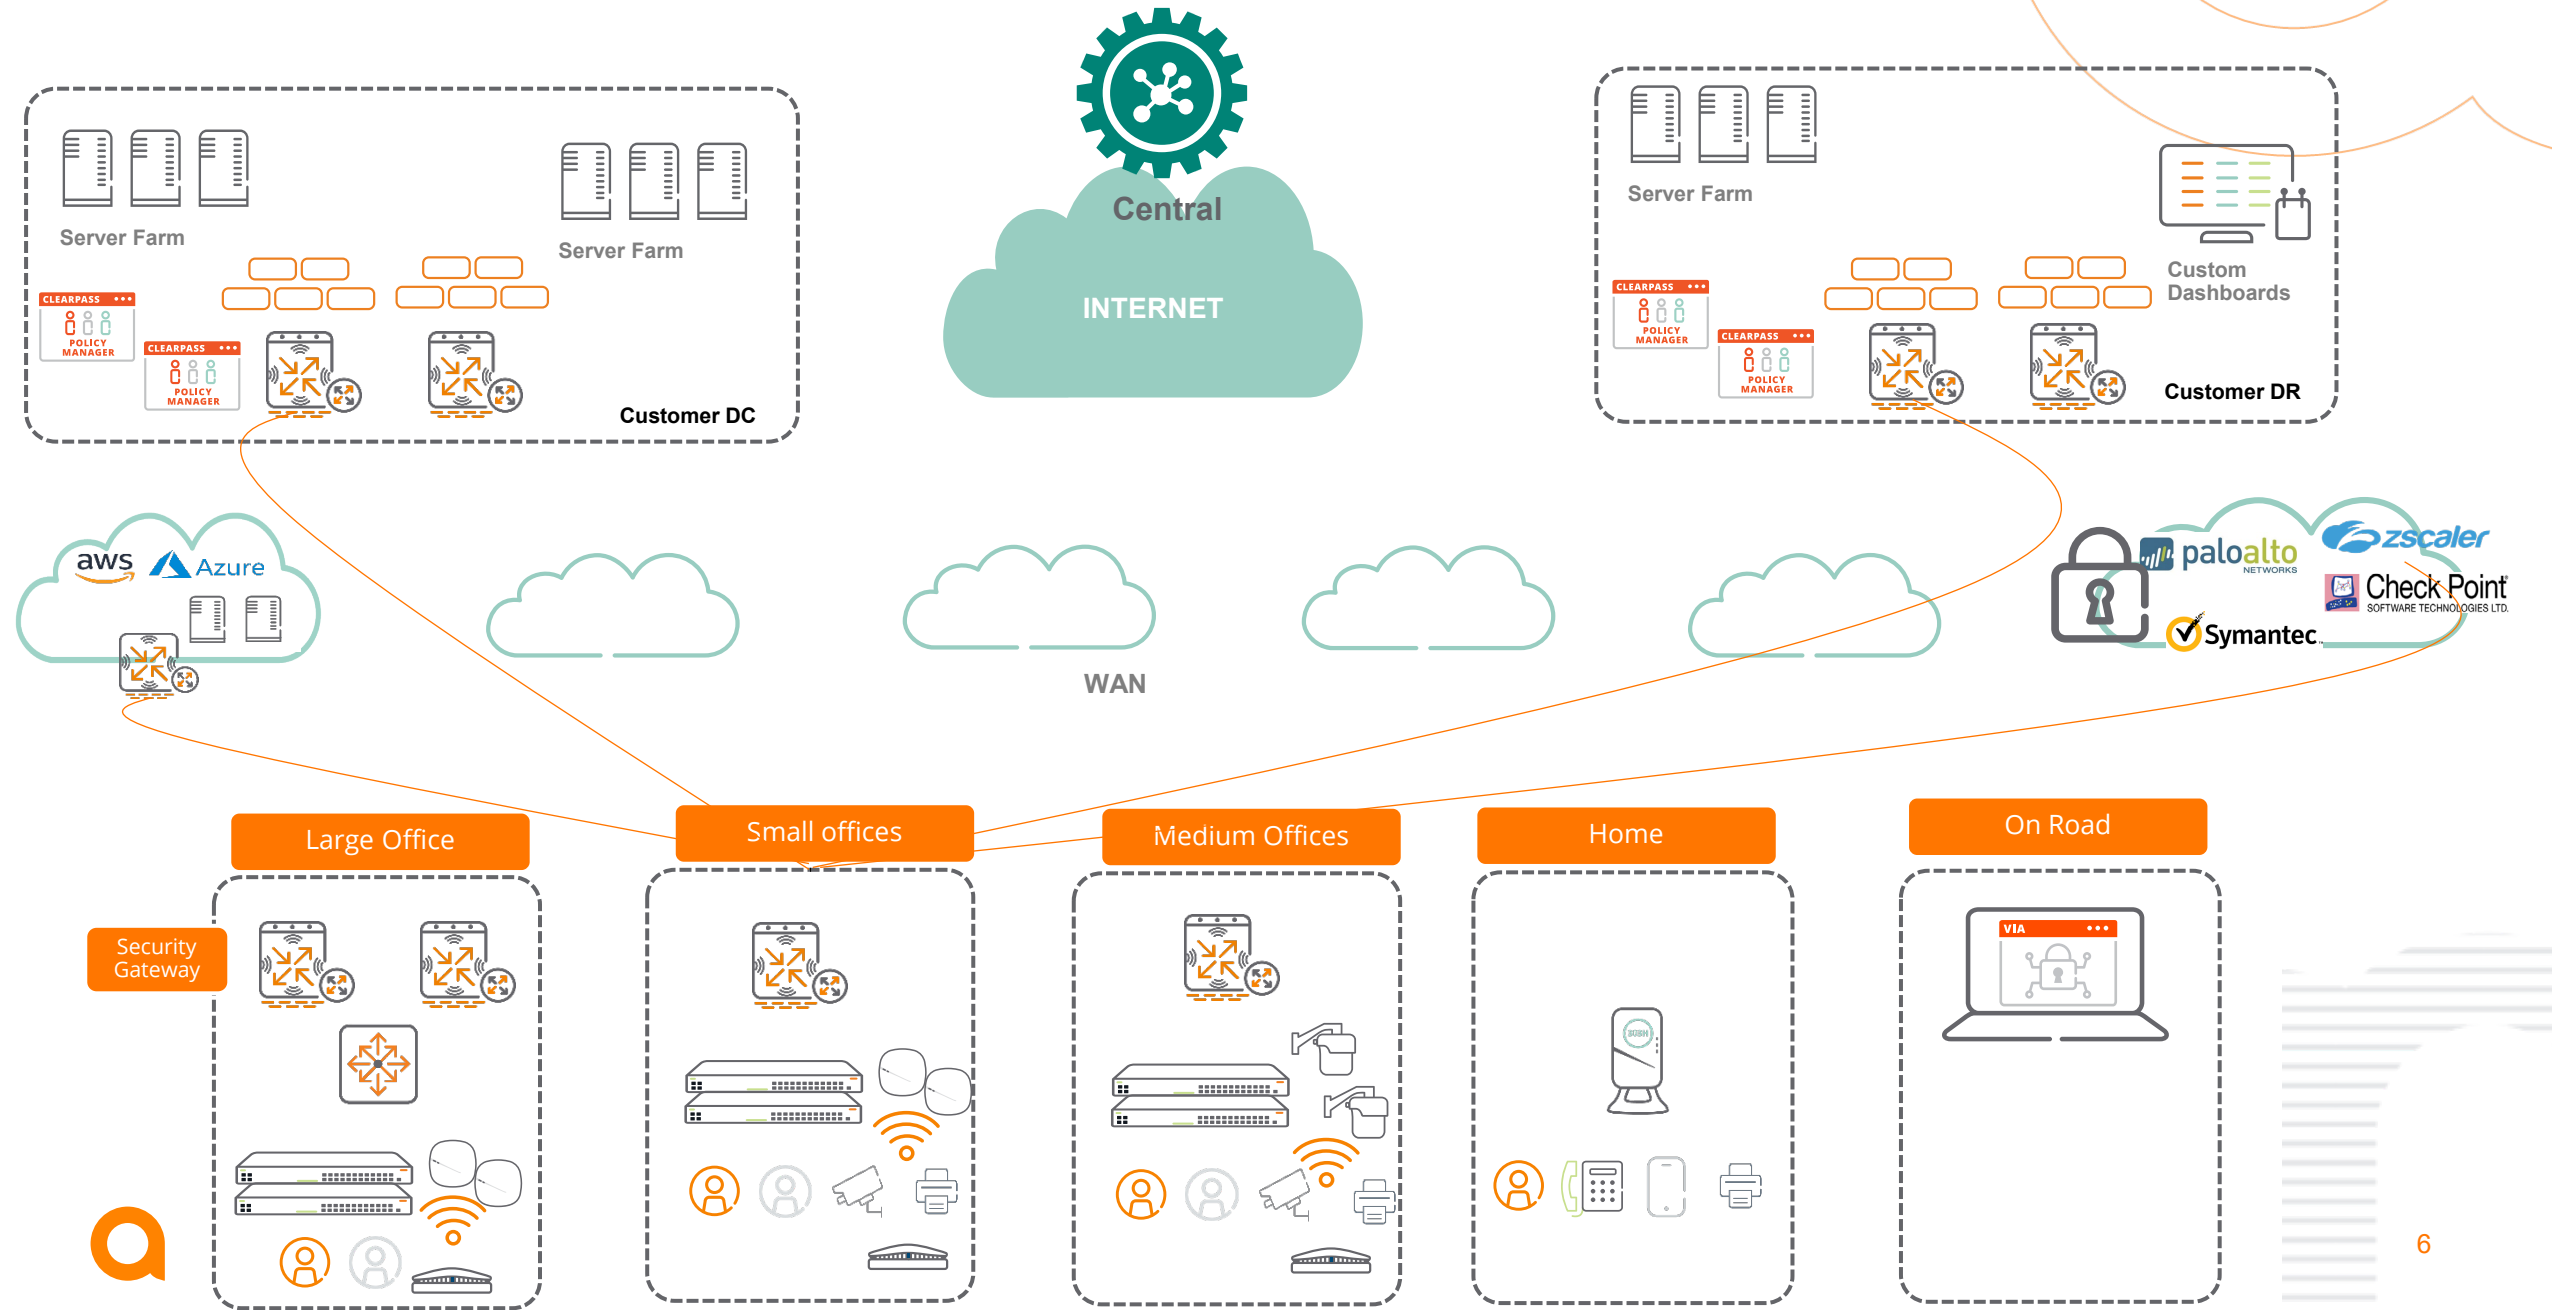 Central
INTERNET
Server Farm
Server Farm
CLEARPASS
POLICY
MANAGER
CLEARPASS
POLICY
MANAGER
Customer DC
Server Farm
Custom
Dashboards
CLEARPASS
POLICY
MANAGER
CLEARPASS
POLICY
MANAGER
Customer DR
aws
Azure
WAN
paloalto
NETWORKS
zscaler
Check Point
SOFTWARE TECHNOLOGIES LTD.
Symantec
Large Office
Small offices
Medium Offices
Home
On Road
Security
Gateway
VIA
6